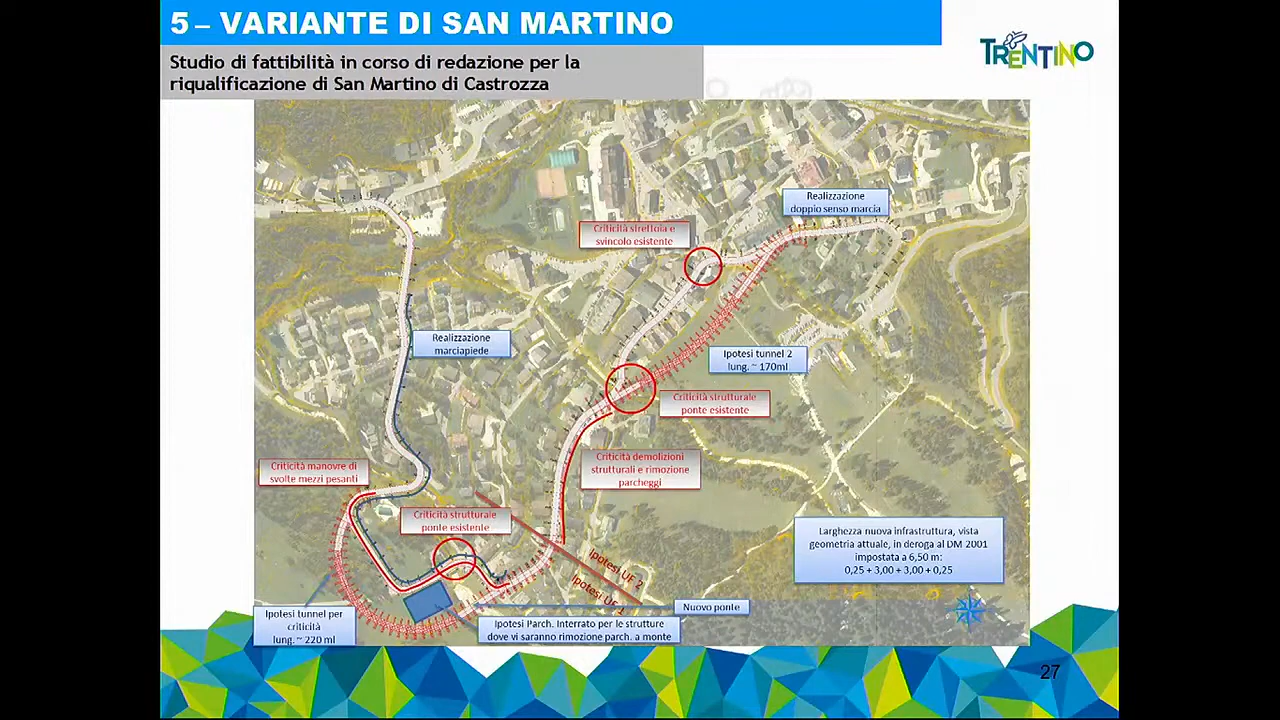 5 – VARIANTE DI SAN MARTINO
TRENTINO
Studio di fattibilità in corso di redazione per la
riqualificazione di San Martino di Castrozza
Realizzazione
doppio senso marcia
Criticità strettoia e
svincolo esistente
Realizzazione
marciapiede
Ipotesi tunnel 2
lung. ~ 170ml
Criticità strutturale
ponte esistente
Criticità demolizioni
strutturali e rimozione
parcheggi
Criticità manovre di
svolte mezzi pesanti
Criticità strutturale
ponte esistente
Larghezza nuova infrastruttura, vista
geometria attuale, in deroga al DM 2001
impostata a 6,50 m:
0,25 + 3,00 + 3,00 + 0,25
Ipotesi UF 2
Ipotesi UF 1
Nuovo ponte
Ipotesi tunnel per
criticità
lung. ~ 220 ml
Ipotesi Parch. Interrato per le strutture
dove vi saranno rimozione parch. a monte
27